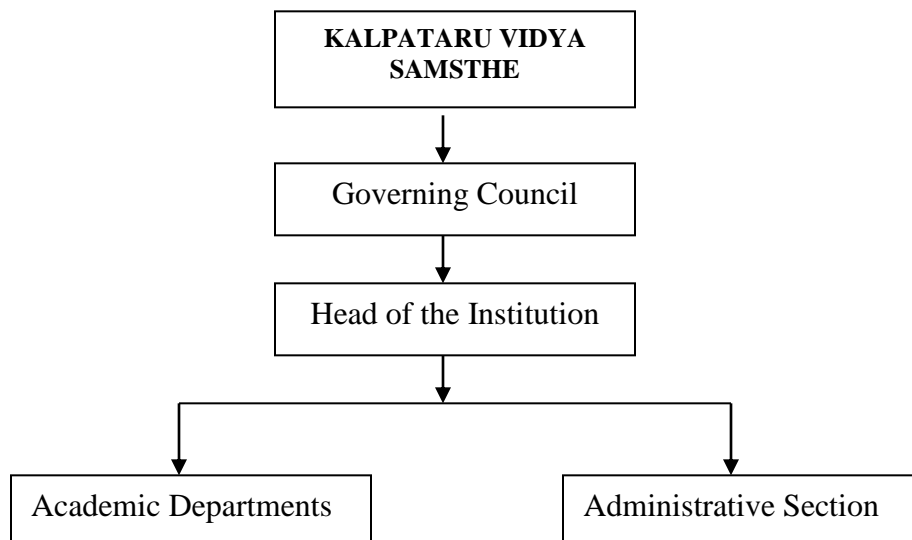 KALPATARU VIDYA
SAMSTHE
Governing Council
Head of the Institution
Academic Departments
Administrative Section